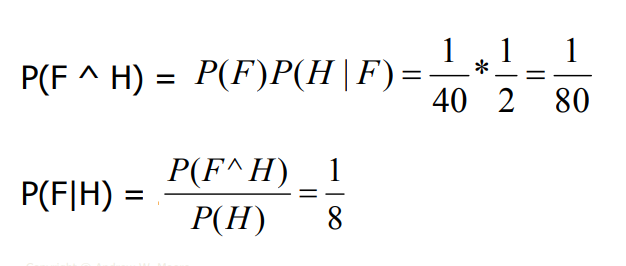 P(F ^ H) = P(F)P(H | F) = 1/40 * 1/2 = 1/80
P(F|H) = P(F^H)/P(H) = 1/8